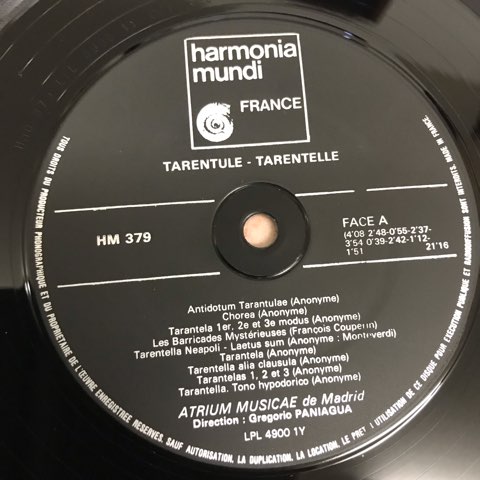 harmonia
mundi
FRANCE
TARENTULE - TARENTELLE
HM 379
FACE A
(4'08 2'48-0'55-2'37-
3'54 0'39-2'42-1'12-
1'51
21'16
Antidotum Tarantulae (Anonyme)
Chorea (Anonyme)
Tarantela 1er, 2e et 3e modus (Anonyme)
Les Barricades Mystérieuses (François Couperin)
Tarentella Neapoli - Laetus sum (Anonyme : Monteverdi)
Tarantela (Anonyme)
Tarentella alia clausula (Anonyme)
Tarantelas 1, 2 et 3 (Anonyme)
Tarantella. Tono hypodorico (Anonyme)
ATRIUM MUSICAE de Madrid
Direction : Gregorio PANIAGUA
LPL 4900 1Y
TOUS DROITS DU PRODUCTEUR PHONOGRAPHIQUE ET DU PROPRIETAIRE DE L'ŒUVRE ENREGISTREE RESERVES. SAUF AUTORISATION. LA DUPLICATION. LA LOCATION. LE PRET. L'UTILISATION DE CE DISQUE POUR EXECUTION PUBLIQUE ET RADIODIFFUSION SONT INTERDITS. MADE IN FRANCE.